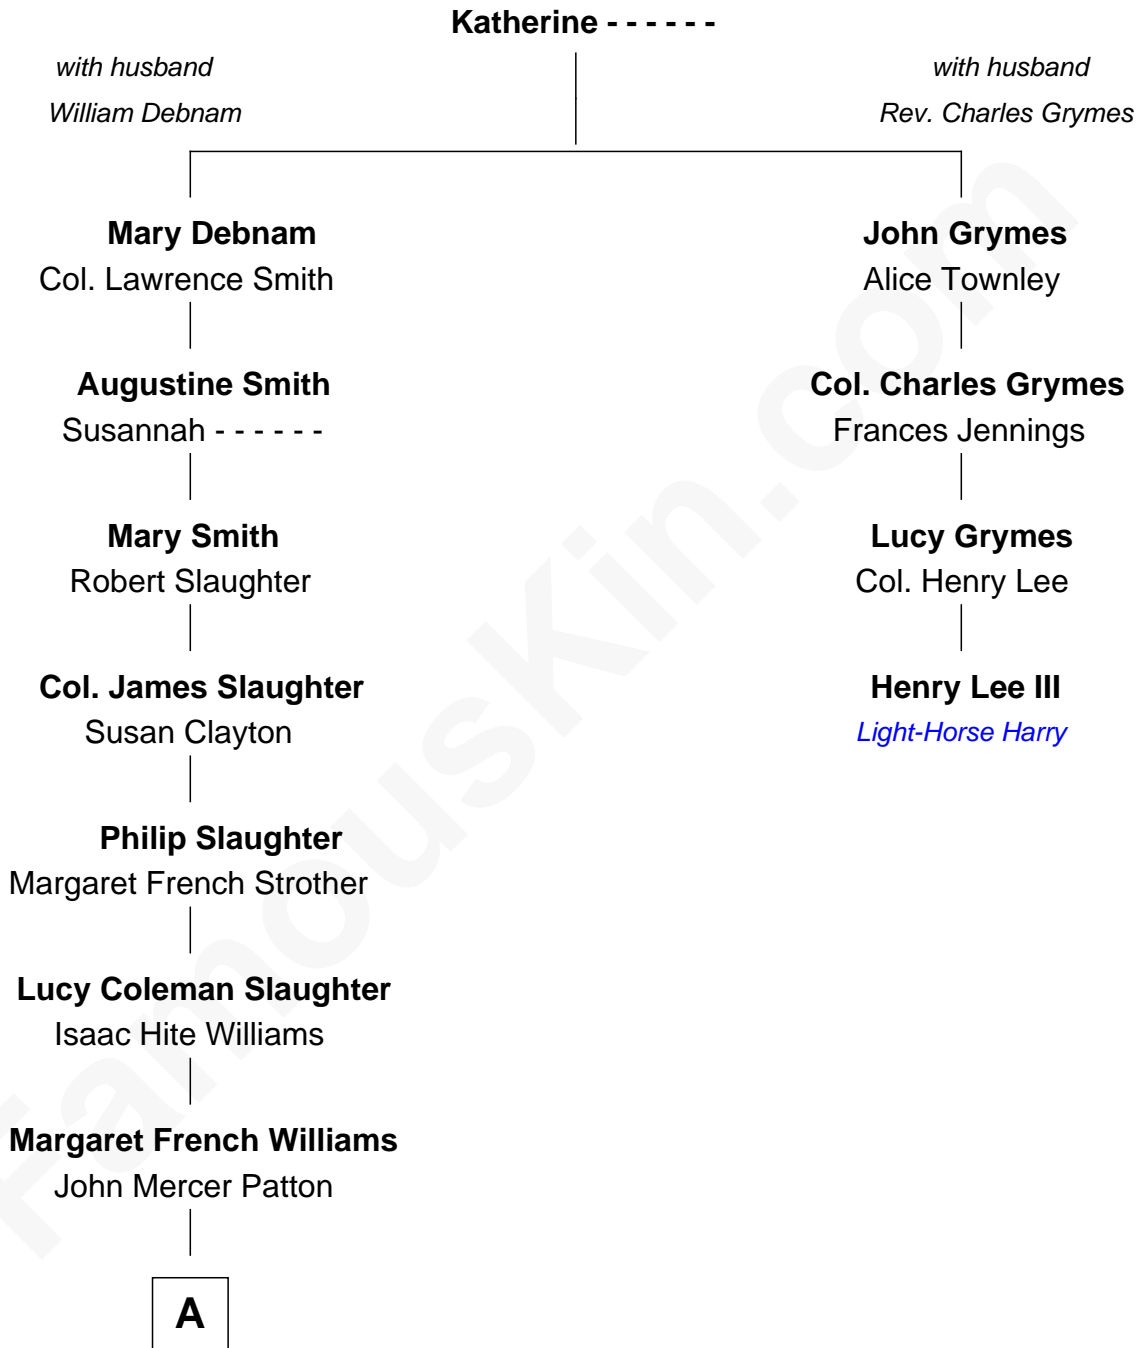 Katherine - - - - - -
with husband
William Debnam
with husband
Rev. Charles Grymes
Mary Debnam
Col. Lawrence Smith
John Grymes
Alice Townley
Augustine Smith
Susannah - - - - - -
Col. Charles Grymes
Frances Jennings
Mary Smith
Robert Slaughter
Lucy Grymes
Col. Henry Lee
Col. James Slaughter
Susan Clayton
Henry Lee III
Light-Horse Harry
Philip Slaughter
Margaret French Strother
Lucy Coleman Slaughter
Isaac Hite Williams
Margaret French Williams
John Mercer Patton
A
FamousKin.com